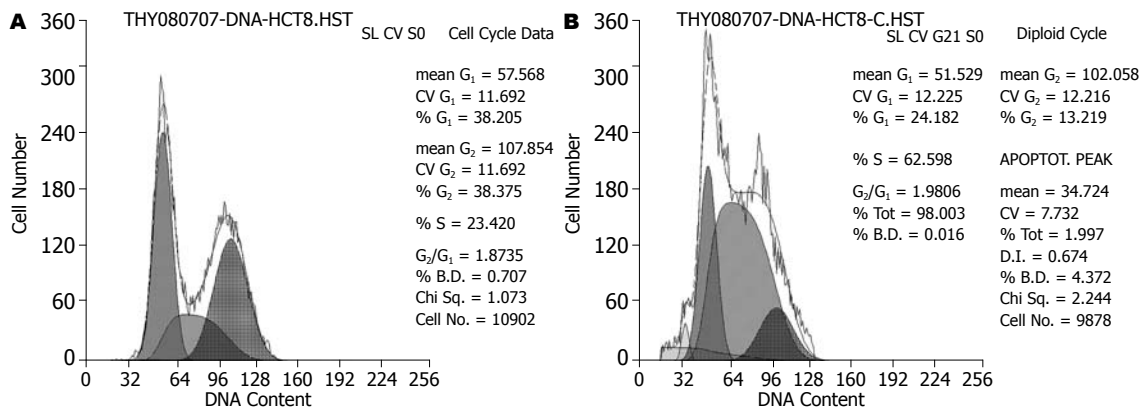 A
THY080707-DNA-HCT8.HST
SL CV S0 Cell Cycle Data
mean G₁ = 57.568
CV G₁ = 11.692
% G₁ = 38.205
mean G₂ = 107.854
CV G₂ = 11.692
% G₂ = 38.375
% S = 23.420
G₂/G₁ = 1.8735
% B.D. = 0.707
Chi Sq. = 1.073
Cell No. = 10902
Cell Number
360
300
240
180
120
60
0
0 32 64 96 128 160 192 224 256
DNA Content
B
THY080707-DNA-HCT8-C.HST
SL CV G21 S0 Diploid Cycle
mean G₁ = 51.529 mean G₂ = 102.058
CV G₁ = 12.225 CV G₂ = 12.216
% G₁ = 24.182 % G₂ = 13.219
% S = 62.598 APOPTOT. PEAK
G₂/G₁ = 1.9806 mean = 34.724
% Tot = 98.003 CV = 7.732
% B.D. = 0.016 % Tot = 1.997
D.I. = 0.674
% B.D. = 4.372
Chi Sq. = 2.244
Cell No. = 9878
Cell Number
360
300
240
180
120
60
0
0 32 64 96 128 160 192 224 256
DNA Content